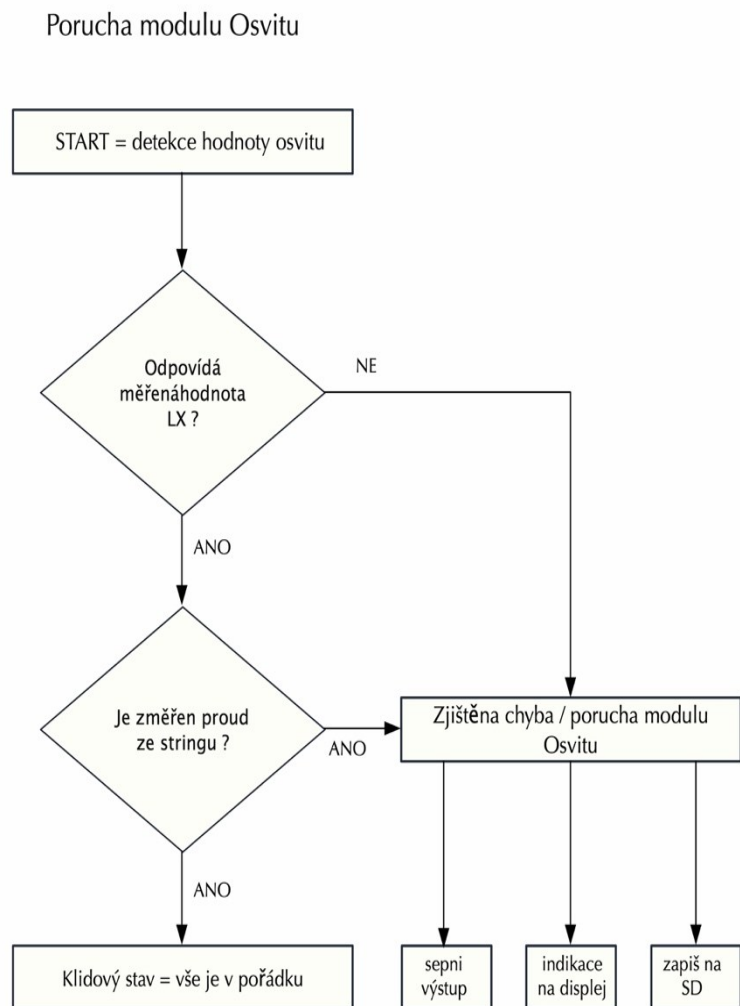 Porucha modulu Osvitu
START = detekce hodnoty osvitu
Odpovídá
měřenáhodnota
LX ?
NE
ANO
Je změřen proud
ze stringu ?
ANO
Zjištěna chyba / porucha modulu
Osvitu
ANO
Klidový stav = vše je v pořádku
sepni
výstup
indikace
na displej
zapiš na
SD